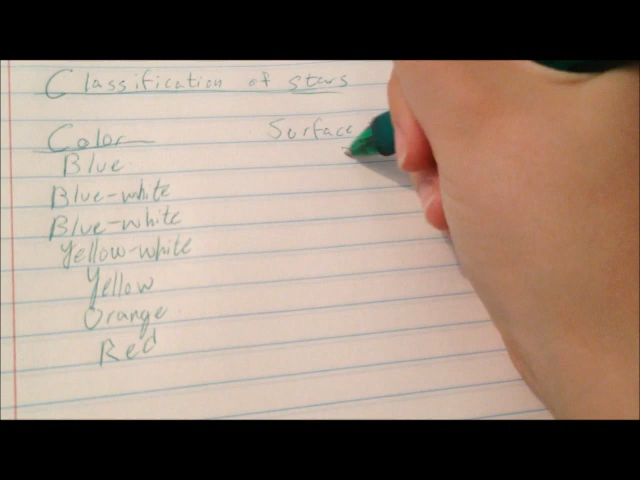 Classification of stars
Color Surface
Blue
Blue-white
Blue-white
Yellow-white
Yellow
Orange
Red